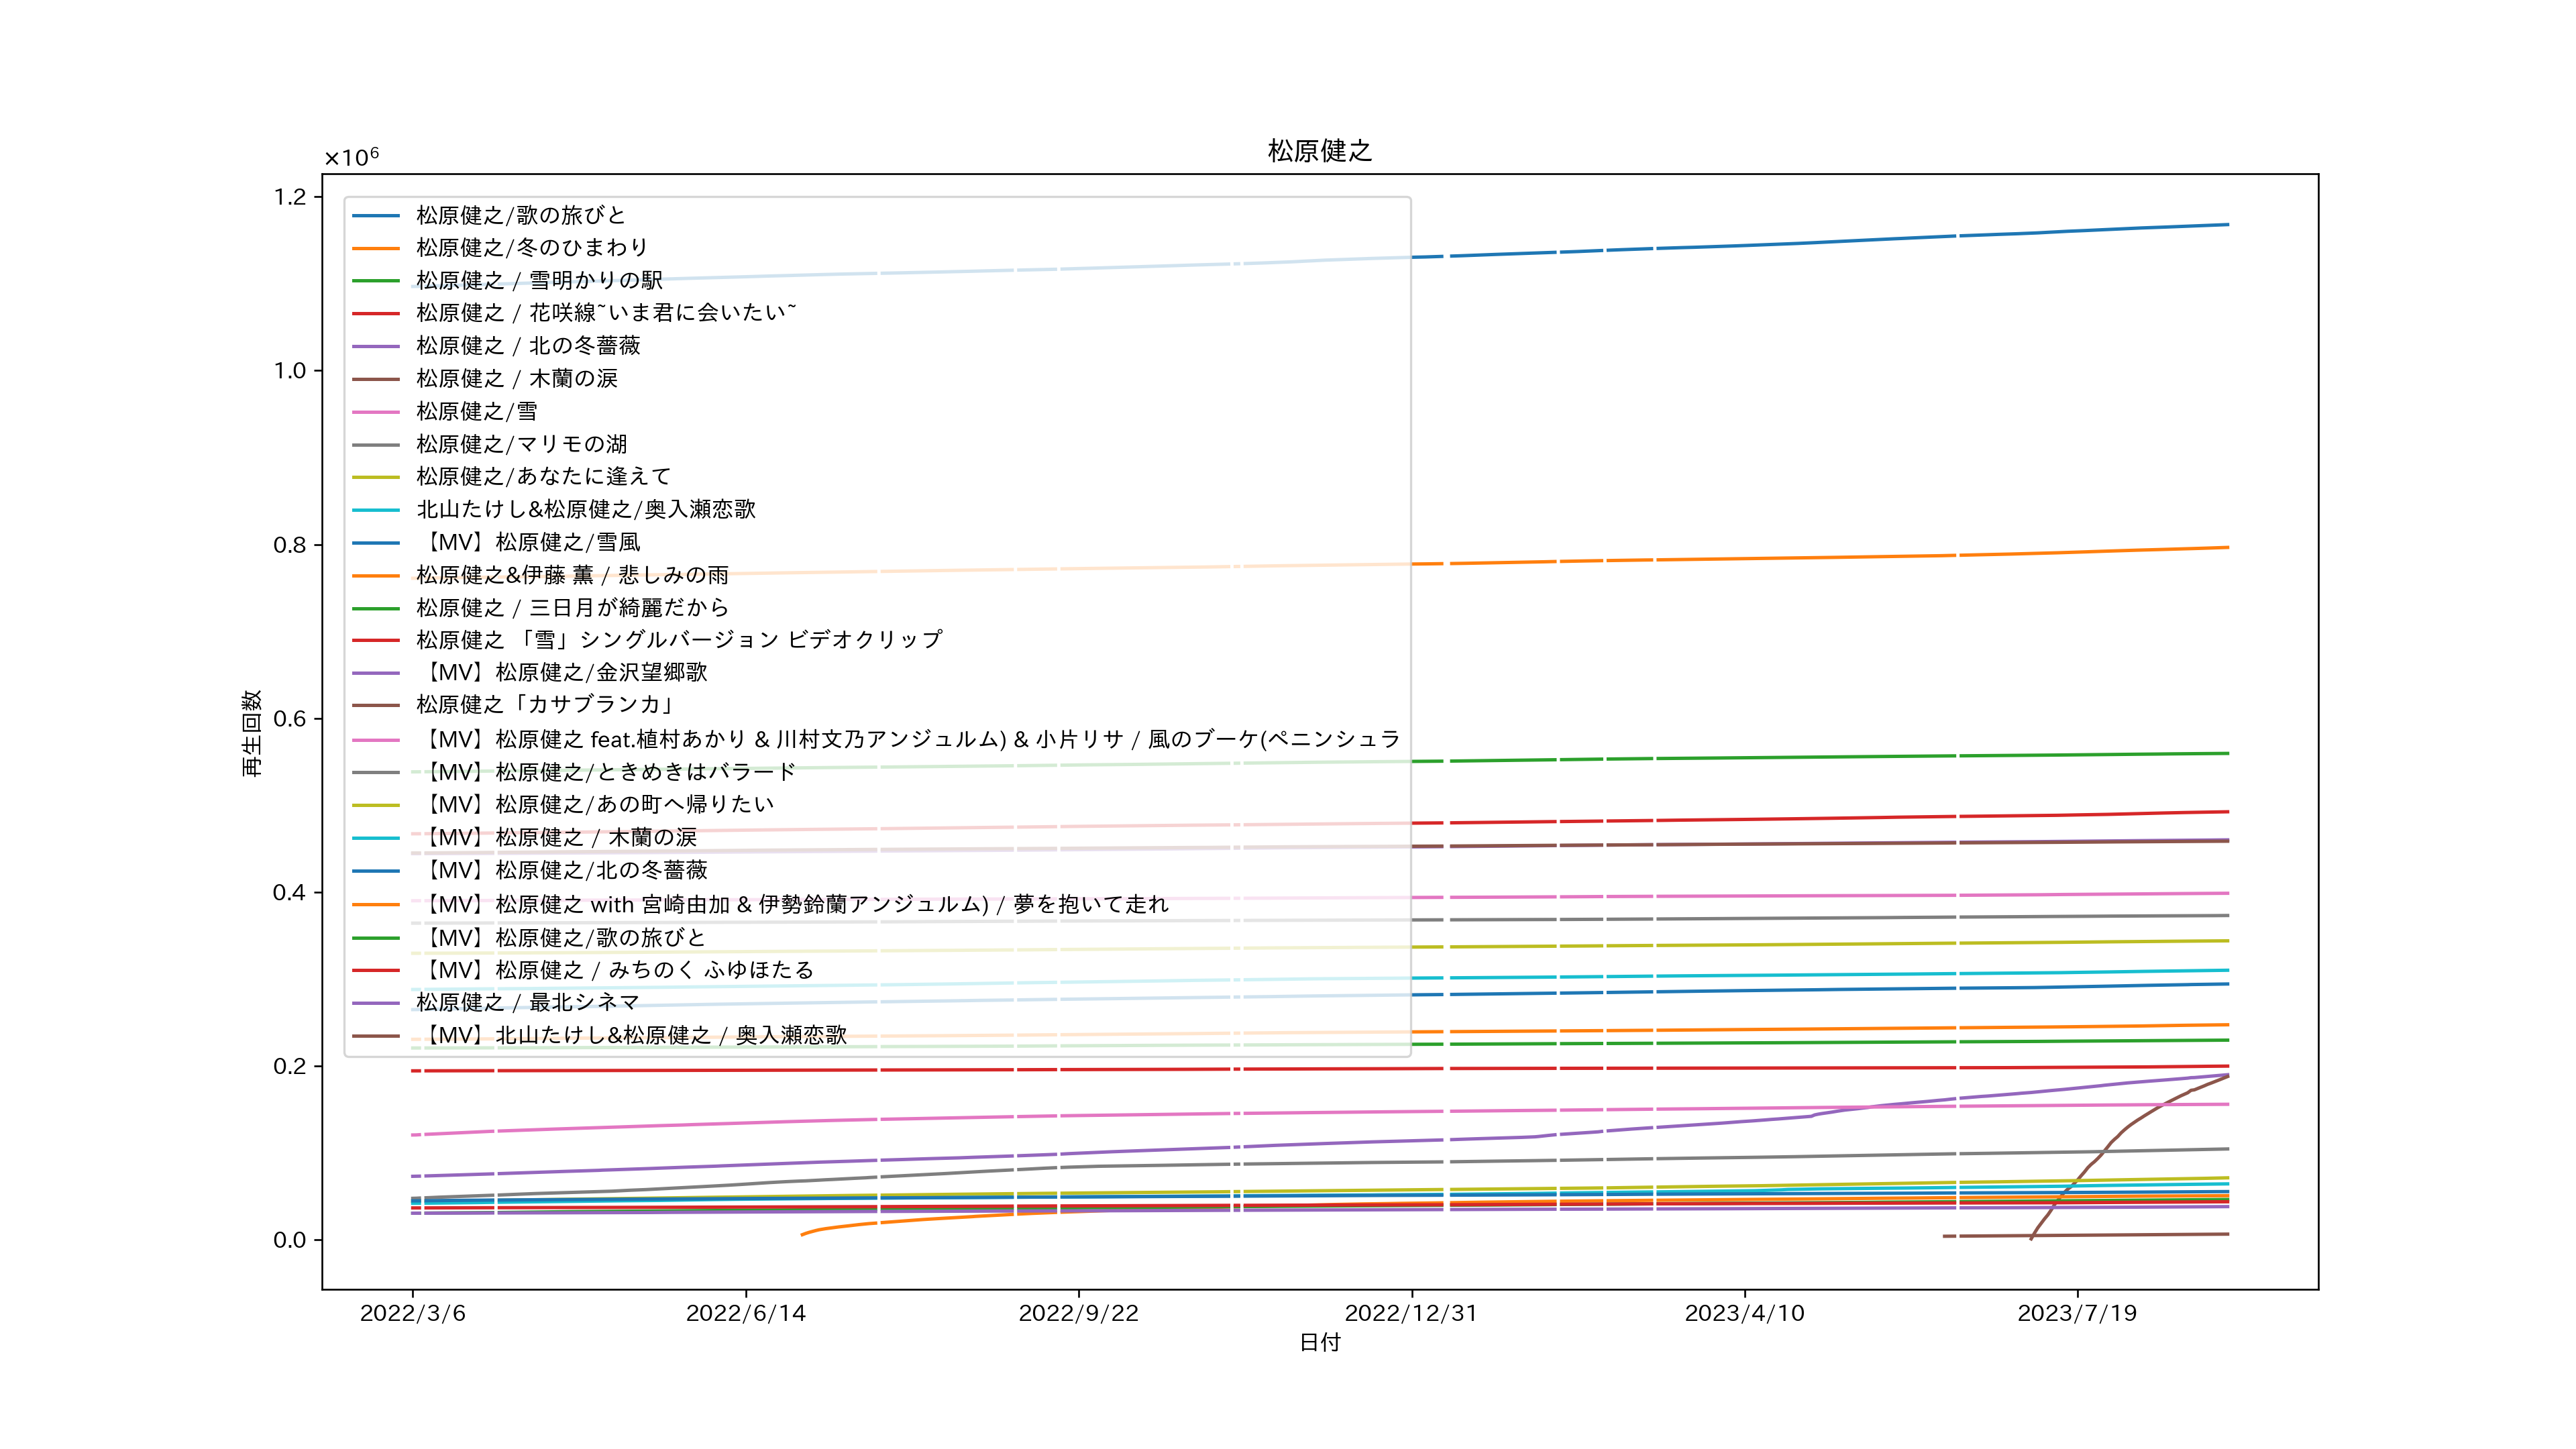 松原健之
×10⁶
1.2
1.0
0.8
0.6
0.4
0.2
0.0
再生回数
松原健之/歌の旅びと
松原健之/冬のひまわり
松原健之 / 雪明かりの駅
松原健之 / 花咲線~いま君に会いたい~
松原健之 / 北の冬薔薇
松原健之 / 木蘭の涙
松原健之/雪
松原健之/マリモの湖
松原健之/あなたに逢えて
北山たけし&松原健之/奥入瀬恋歌
【MV】松原健之/雪風
松原健之&伊藤 薫 / 悲しみの雨
松原健之 / 三日月が綺麗だから
松原健之 「雪」シングルバージョン ビデオクリップ
【MV】松原健之/金沢望郷歌
松原健之「カサブランカ」
【MV】松原健之 feat.植村あかり & 川村文乃アンジュルム) & 小片リサ / 風のブーケ(ペニンシュラ
【MV】松原健之/ときめきはバラード
【MV】松原健之/あの町へ帰りたい
【MV】松原健之 / 木蘭の涙
【MV】松原健之/北の冬薔薇
【MV】松原健之 with 宮崎由加 & 伊勢鈴蘭アンジュルム) / 夢を抱いて走れ
【MV】松原健之/歌の旅びと
【MV】松原健之 / みちのく ふゆほたる
松原健之 / 最北シネマ
【MV】北山たけし&松原健之 / 奥入瀬恋歌
2022/3/6
2022/6/14
2022/9/22
2022/12/31
2023/4/10
2023/7/19
日付